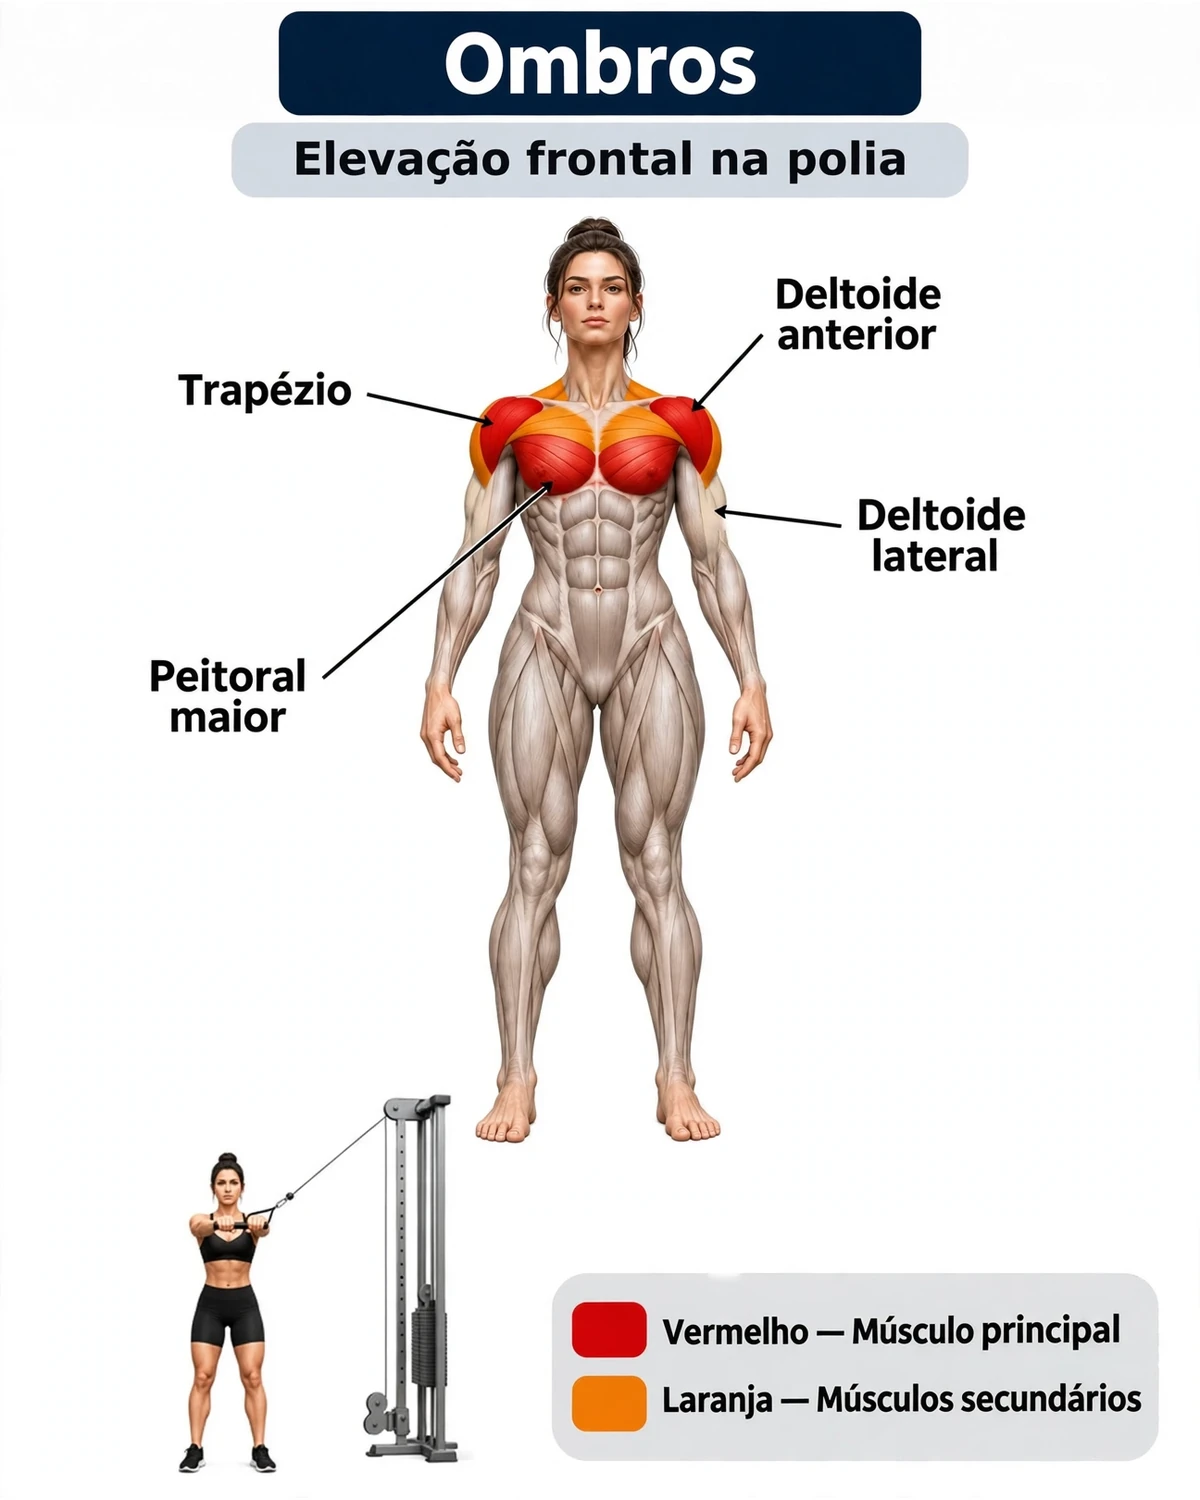 Ombros
Elevação frontal na polia
Deltoide
anterior
Trapézio
Deltoide
lateral
Peitoral
maior
Vermelho — Músculo principal
Laranja — Músculos secundários